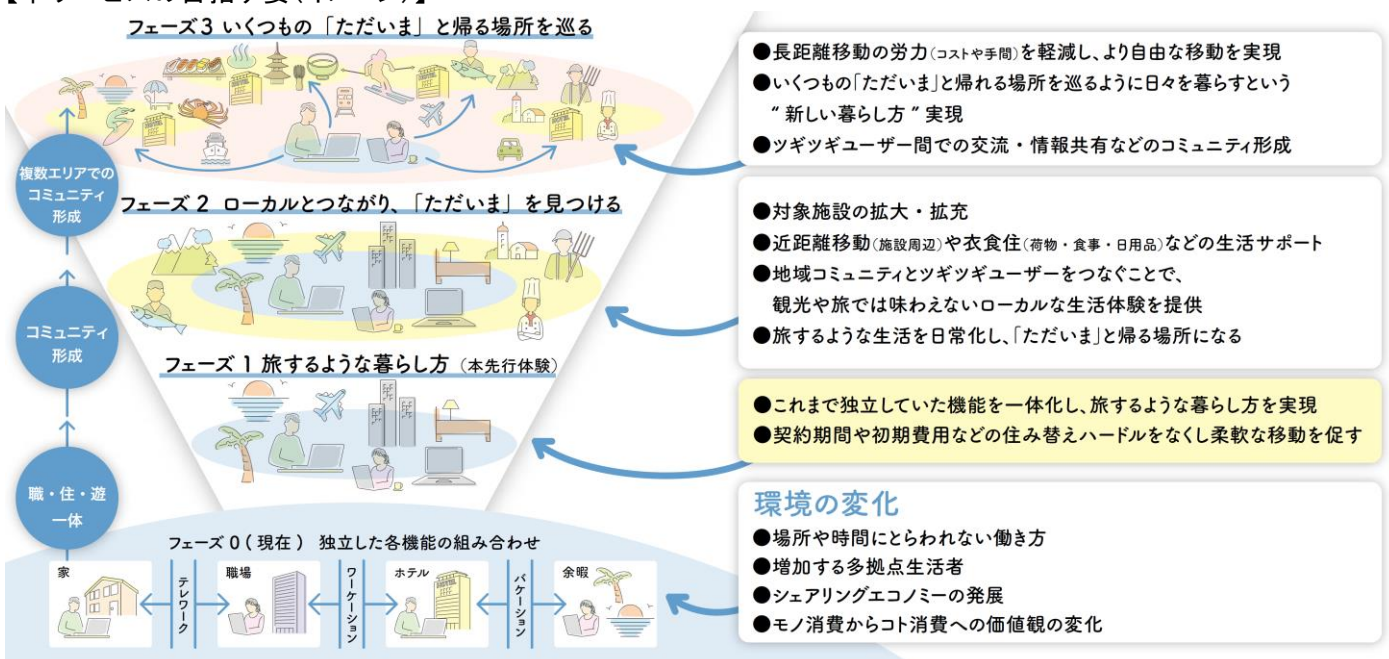 フェーズ3 いくつもの「ただいま」と帰る場所を巡る
●長距離移動の労力(コストや手間)を軽減し、より自由な移動を実現
●いくつもの「ただいま」と帰れる場所を巡るように日々を暮らすという
“新しい暮らし方”実現
●ツギツギユーザー間での交流・情報共有などのコミュニティ形成
複数エリアでの
コミュニティ
形成
フェーズ2 ローカルとつながり、「ただいま」を見つける
●対象施設の拡大・拡充
●近距離移動(施設周辺)や衣食住(荷物・食事・日用品)などの生活サポート
●地域コミュニティとツギツギユーザーをつなぐことで、
観光や旅では味わえないローカルな生活体験を提供
●旅するような生活を日常化し、「ただいま」と帰る場所になる
コミュニティ
形成
フェーズ1 旅するような暮らし方(本先行体験)
●これまで独立していた機能を一体化し、旅するような暮らし方を実現
●契約期間や初期費用などの住み替えハードルをなくし柔軟な移動を促す
職・住・遊
一体
フェーズ0(現在) 独立した各機能の組み合わせ
家
テレワーク
職場
ワーケーション
ホテル
バケーション
余暇
環境の変化
●場所や時間にとらわれない働き方
●増加する多拠点生活者
●シェアリングエコノミーの発展
●モノ消費からコト消費への価値観の変化